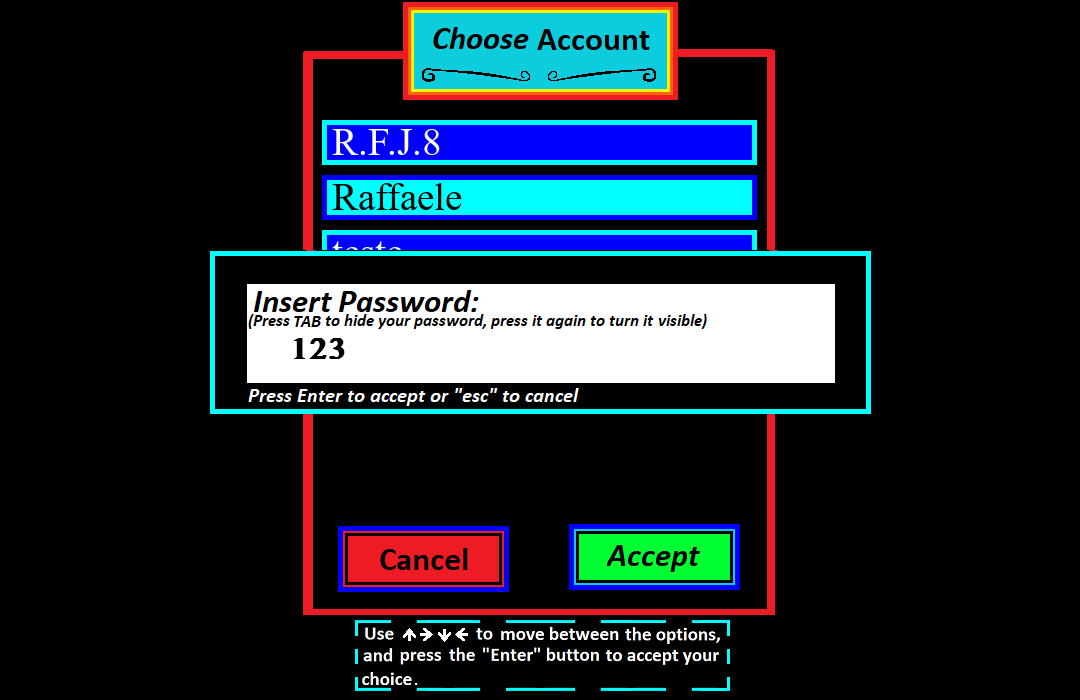 Choose Account
R.F.J.8
Raffaele
Insert Password:
(Press TAB to hide your password, press it again to turn it visible)
123
Press Enter to accept or "esc" to cancel
Cancel
Accept
Use ↑→↓← to move between the options,
and press the "Enter" button to accept your
choice.